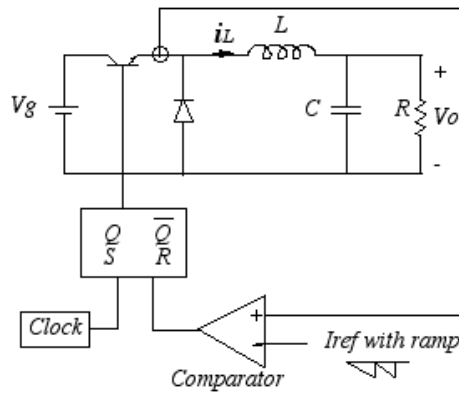 iL
L
Vg
C
R
+
Vo
-
Q Q̅
S R
Clock
+
-
Iref with ramp
Comparator